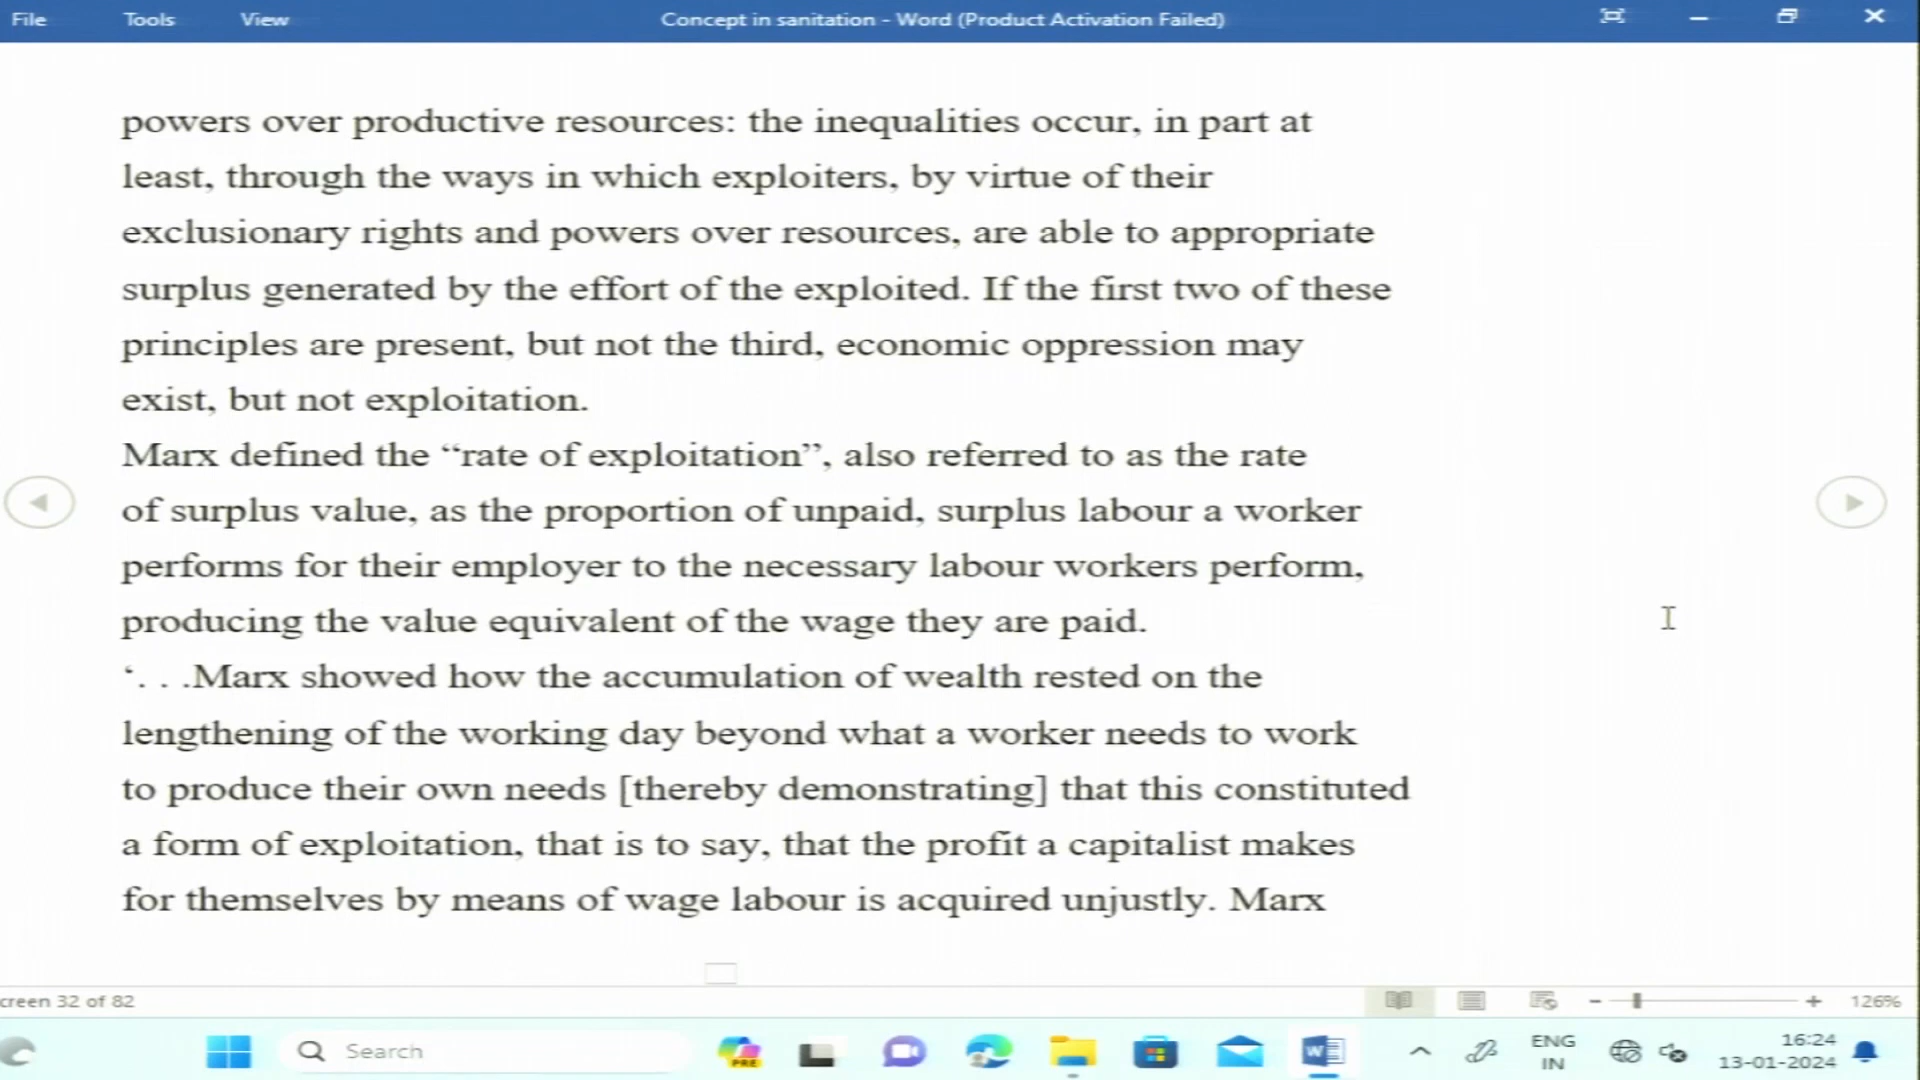 File Tools View Concept in sanitation - Word (Product Activation Failed)
powers over productive resources: the inequalities occur, in part at
least, through the ways in which exploiters, by virtue of their
exclusionary rights and powers over resources, are able to appropriate
surplus generated by the effort of the exploited. If the first two of these
principles are present, but not the third, economic oppression may
exist, but not exploitation.
Marx defined the “rate of exploitation”, also referred to as the rate
of surplus value, as the proportion of unpaid, surplus labour a worker
performs for their employer to the necessary labour workers perform,
producing the value equivalent of the wage they are paid.
‘. . .Marx showed how the accumulation of wealth rested on the
lengthening of the working day beyond what a worker needs to work
to produce their own needs [thereby demonstrating] that this constituted
a form of exploitation, that is to say, that the profit a capitalist makes
for themselves by means of wage labour is acquired unjustly. Marx
creen 32 of 82 126%
Search PRE W ENG 16:24
IN 13-01-2024